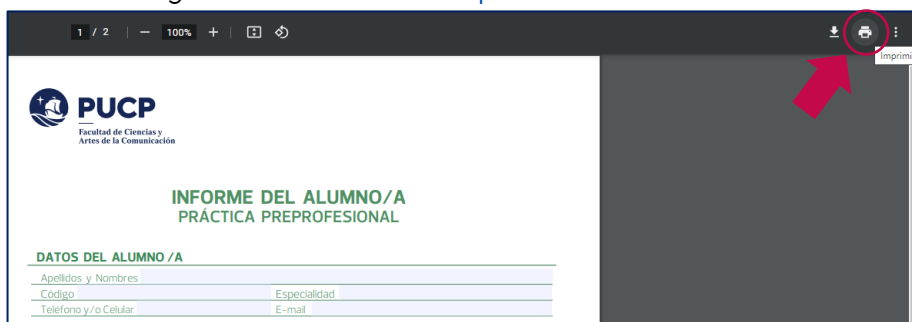 1 / 2 | − 100% + |
Imprimi
PUCP
Facultad de Ciencias y
Artes de la Comunicación
INFORME DEL ALUMNO/A
PRÁCTICA PREPROFESIONAL
DATOS DEL ALUMNO /A
Apellidos y Nombres
Código Especialidad
Teléfono y/o Celular E-mail